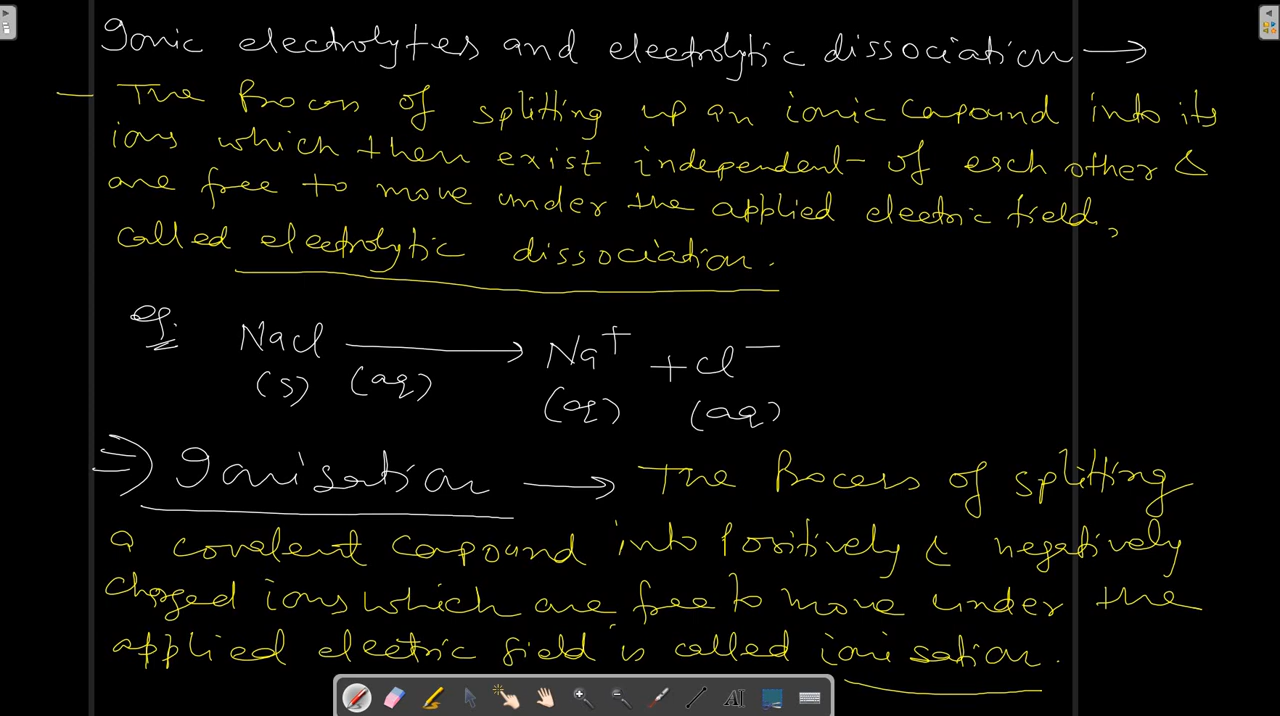 Ionic electrolytes and electrolytic dissociation →
– The Process of splitting up an ionic capound into its
ions which then exist independent of each other &
are free to move under the applied electric field,
called electrolytic dissociation.
eg. NaCl → Na+ + Cl–
(s) (aq) (aq) (aq)
⇒) Ionisation → The Process of splitting
a covalent capound into Positively & negatively
charged ions which are free to move under the
applied electric field is called ionisation.
AI